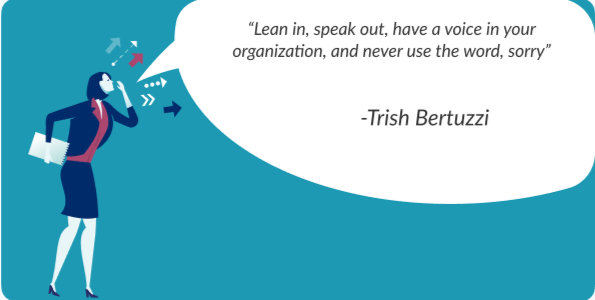 “Lean in, speak out, have a voice in your
organization, and never use the word, sorry”
-Trish Bertuzzi